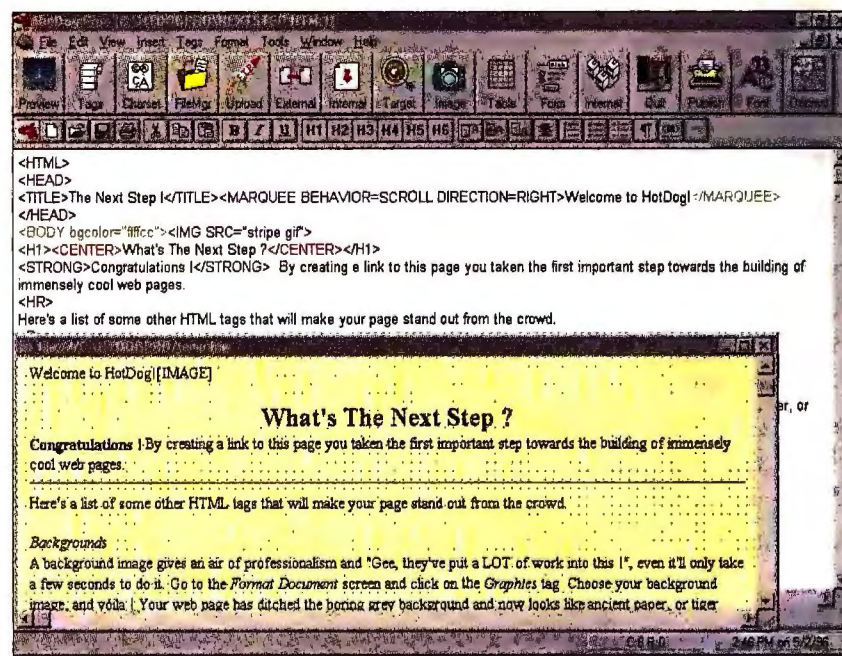 File Edit View Insert Tags Format Tools Window Help
Preview Tags Charset FileMgr Upload External Internal Target Image Table Form Internet Quit Publish Font
B I U H1 H2 H3 H4 H5 H6
<HTML>
<HEAD>
<TITLE>The Next Step !</TITLE><MARQUEE BEHAVIOR=SCROLL DIRECTION=RIGHT>Welcome to HotDog!</MARQUEE>
</HEAD>
<BODY bgcolor="ffffcc"><IMG SRC="stripe.gif">
<H1><CENTER>What's The Next Step ?</CENTER></H1>
<STRONG>Congratulations !</STRONG> By creating e link to this page you taken the first important step towards the building of
immensely cool web pages.
<HR>
Here's a list of some other HTML tags that will make your page stand out from the crowd.
er, or
Welcome to HotDog![IMAGE]
What's The Next Step ?
Congratulations ! By creating a link to this page you taken the first important step towards the building of immensely
cool web pages.
Here's a list of some other HTML tags that will make your page stand out from the crowd.
Backgrounds
A background image gives an air of professionalism and "Gee, they've put a LOT of work into this !", even it'll only take
a few seconds to do it. Go to the Format Document screen and click on the Graphics tag. Choose your background
image, and voila ! Your web page has ditched the boring grey background and now looks like ancient paper, or tiger
2:46 PM on 5/2/96